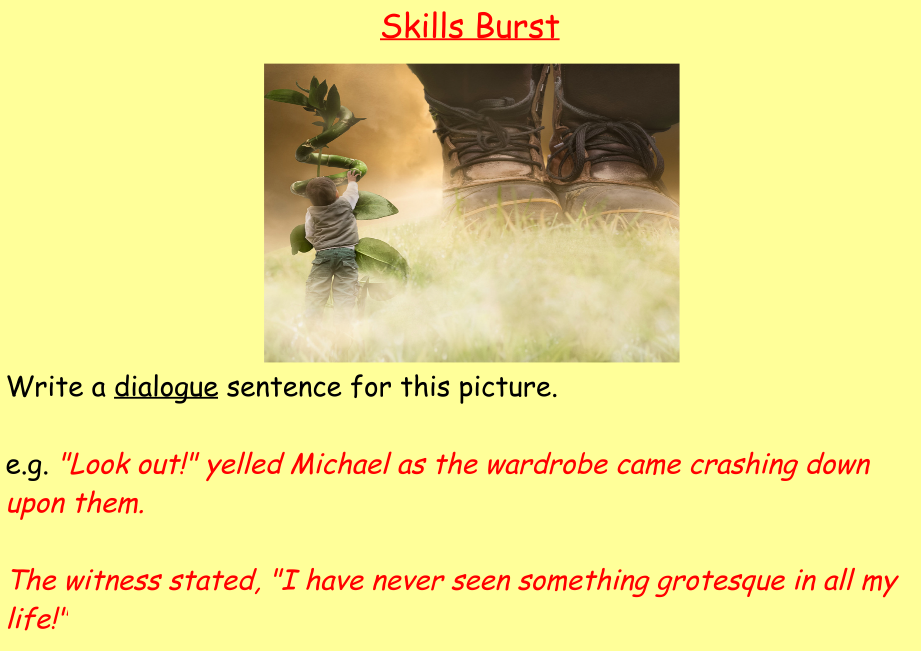 Skills Burst
Write a dialogue sentence for this picture.
e.g. "Look out!" yelled Michael as the wardrobe came crashing down
upon them.
The witness stated, "I have never seen something grotesque in all my
life!"